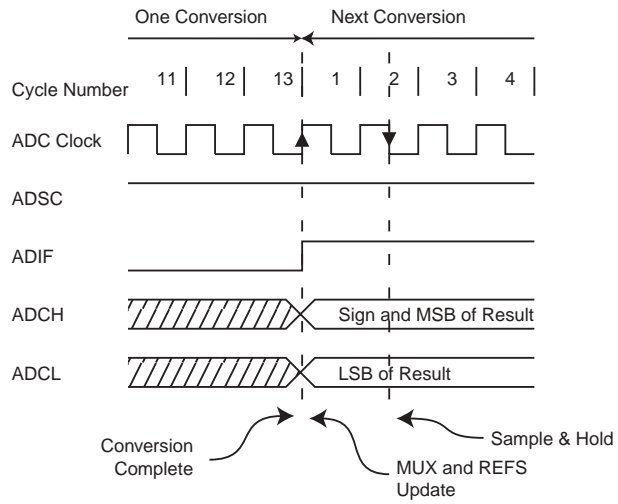 One Conversion Next Conversion
Cycle Number 11 12 13 1 2 3 4
ADC Clock
ADSC
ADIF
ADCH Sign and MSB of Result
ADCL LSB of Result
Conversion
Complete
MUX and REFS
Update
Sample & Hold